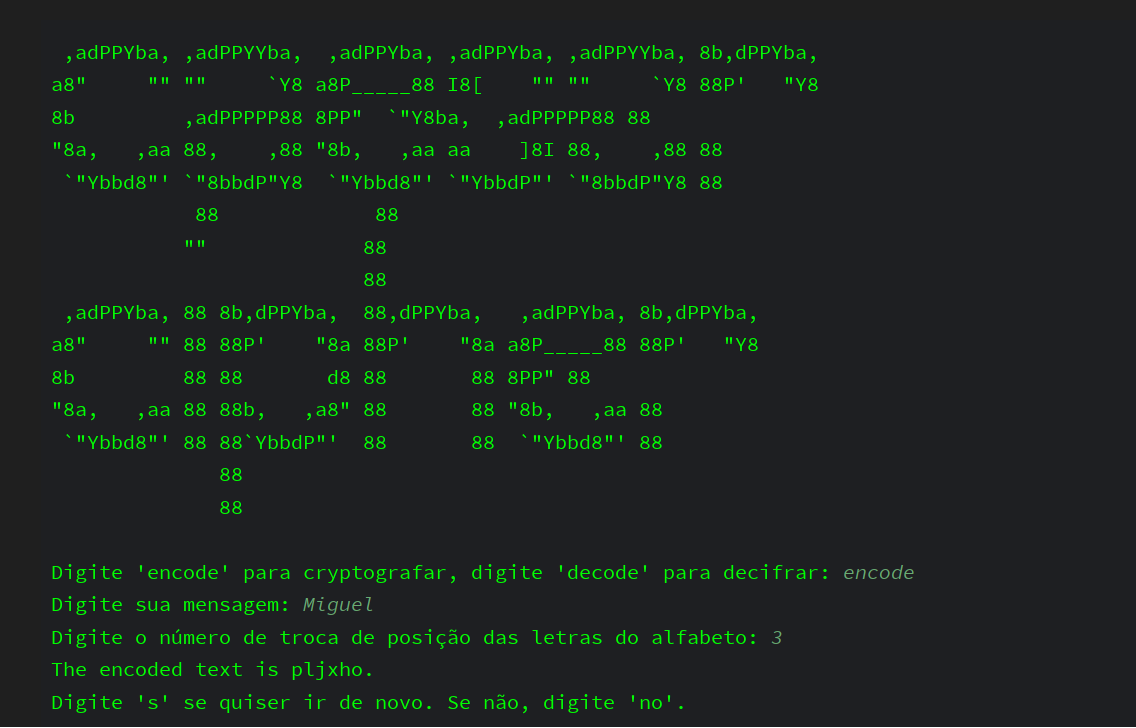 ,adPPYba, ,adPPYYba,  ,adPPYba, ,adPPYba, ,adPPYYba, 8b,dPPYba,
a8"     "" ""     `Y8 a8P_____88 I8[    "" ""     `Y8 88P'   "Y8
8b         ,adPPPPP88 8PP"  `"Y8ba,  ,adPPPPP88 88
"8a,   ,aa 88,    ,88 "8b,   ,aa aa    ]8I 88,    ,88 88
 `"Ybbd8"' `"8bbdP"Y8  `"Ybbd8"' `"YbbdP"' `"8bbdP"Y8 88
            88             88
           ""             88
                          88
 ,adPPYba, 88 8b,dPPYba,  88,dPPYba,   ,adPPYba, 8b,dPPYba,
a8"     "" 88 88P'    "8a 88P'    "8a a8P_____88 88P'   "Y8
8b         88 88       d8 88       88 8PP" 88
"8a,   ,aa 88 88b,   ,a8" 88       88 "8b,   ,aa 88
 `"Ybbd8"' 88 88`YbbdP"'  88       88  `"Ybbd8"' 88
              88
              88
Digite 'encode' para cryptografar, digite 'decode' para decifrar: encode
Digite sua mensagem: Miguel
Digite o número de troca de posição das letras do alfabeto: 3
The encoded text is pljxho.
Digite 's' se quiser ir de novo. Se não, digite 'no'.